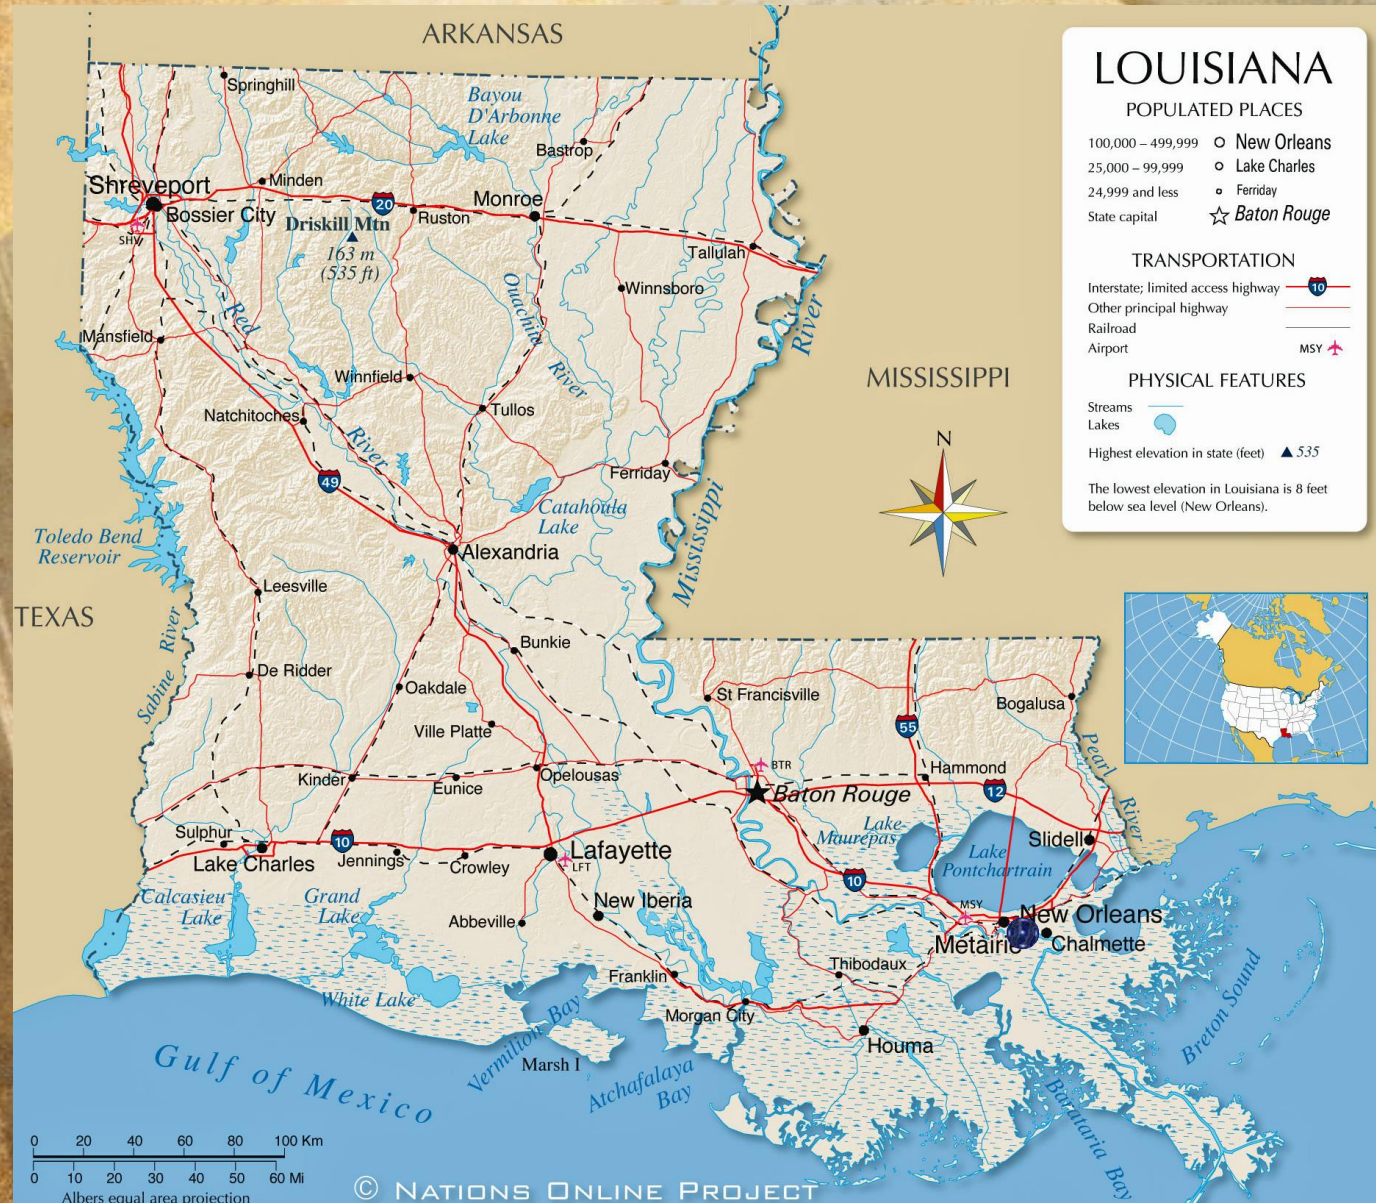 ARKANSAS
LOUISIANA
POPULATED PLACES
100,000 – 499,999 New Orleans
25,000 – 99,999 Lake Charles
24,999 and less Ferriday
State capital Baton Rouge
TRANSPORTATION
Interstate; limited access highway 10
Other principal highway
Railroad
Airport MSY
PHYSICAL FEATURES
Streams
Lakes
Highest elevation in state (feet) 535
The lowest elevation in Louisiana is 8 feet
below sea level (New Orleans).
Springhill
Bayou
D'Arbonne
Lake
Bastrop
Shreveport
Minden
20
Monroe
Bossier City
Ruston
Driskill Mtn
163 m
(535 ft)
SHV
Tallulah
Winnsboro
Ouachita
River
Red
River
Mansfield
Winnfield
Natchitoches
Tullos
49
Ferriday
Mississippi
River
MISSISSIPPI
N
Catahoula
Lake
Toledo Bend
Reservoir
Alexandria
TEXAS
Sabine River
Leesville
Bunkie
De Ridder
Oakdale
Ville Platte
St Francisville
Bogalusa
55
Pearl
River
Kinder
Eunice
Opelousas
BTR
Baton Rouge
Hammond
12
Sulphur
Lake Charles
10
Jennings
Crowley
Lafayette
LFT
Lake
Maurepas
Lake
Pontchartrain
Slidell
10
Calcasieu
Lake
Grand
Lake
Abbeville
New Iberia
MSY
New Orleans
Metairie
Chalmette
White Lake
Franklin
Thibodaux
Morgan City
Houma
Vermilion Bay
Marsh I
Atchafalaya
Bay
Breton Sound
Barataria Bay
Gulf of Mexico
0 20 40 60 80 100 Km
0 10 20 30 40 50 60 Mi
Albers equal area projection
© NATIONS ONLINE PROJECT